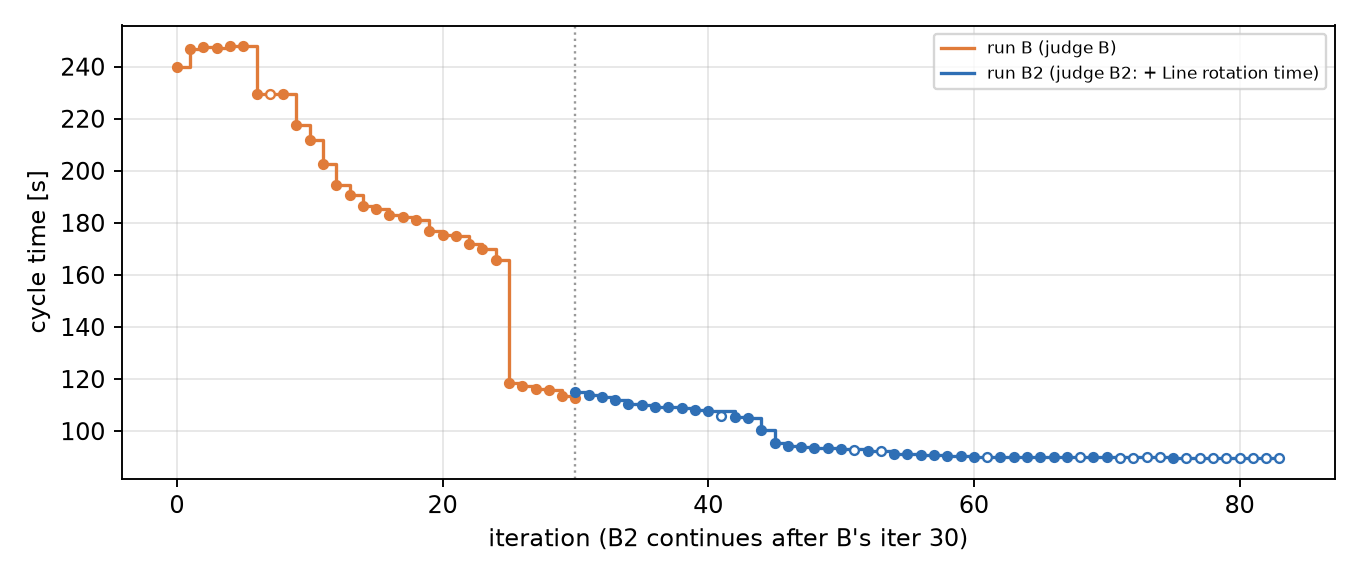 run B (judge B)
run B2 (judge B2: + Line rotation time)
cycle time [s]
240
220
200
180
160
140
120
100
0 20 40 60 80
iteration (B2 continues after B's iter 30)